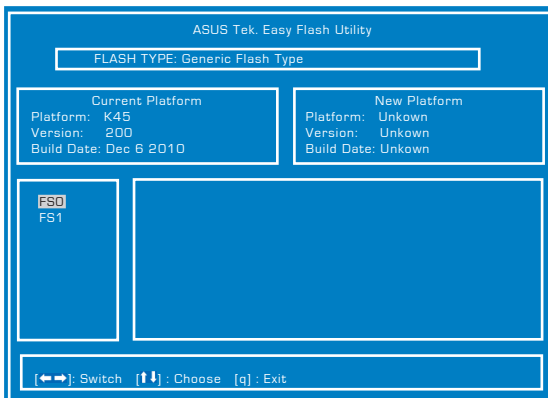 ASUS Tek. Easy Flash Utility
FLASH TYPE: Generic Flash Type
Current Platform
Platform: K45
Version: 200
Build Date: Dec 6 2010
New Platform
Platform: Unkown
Version: Unkown
Build Date: Unkown
FS0
FS1
[←→]: Switch [↑↓] : Choose [q] : Exit